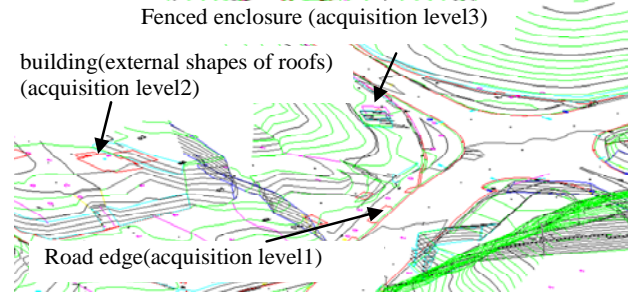 Fenced enclosure (acquisition level3)
building(external shapes of roofs)
(acquisition level2)
Road edge(acquisition level1)